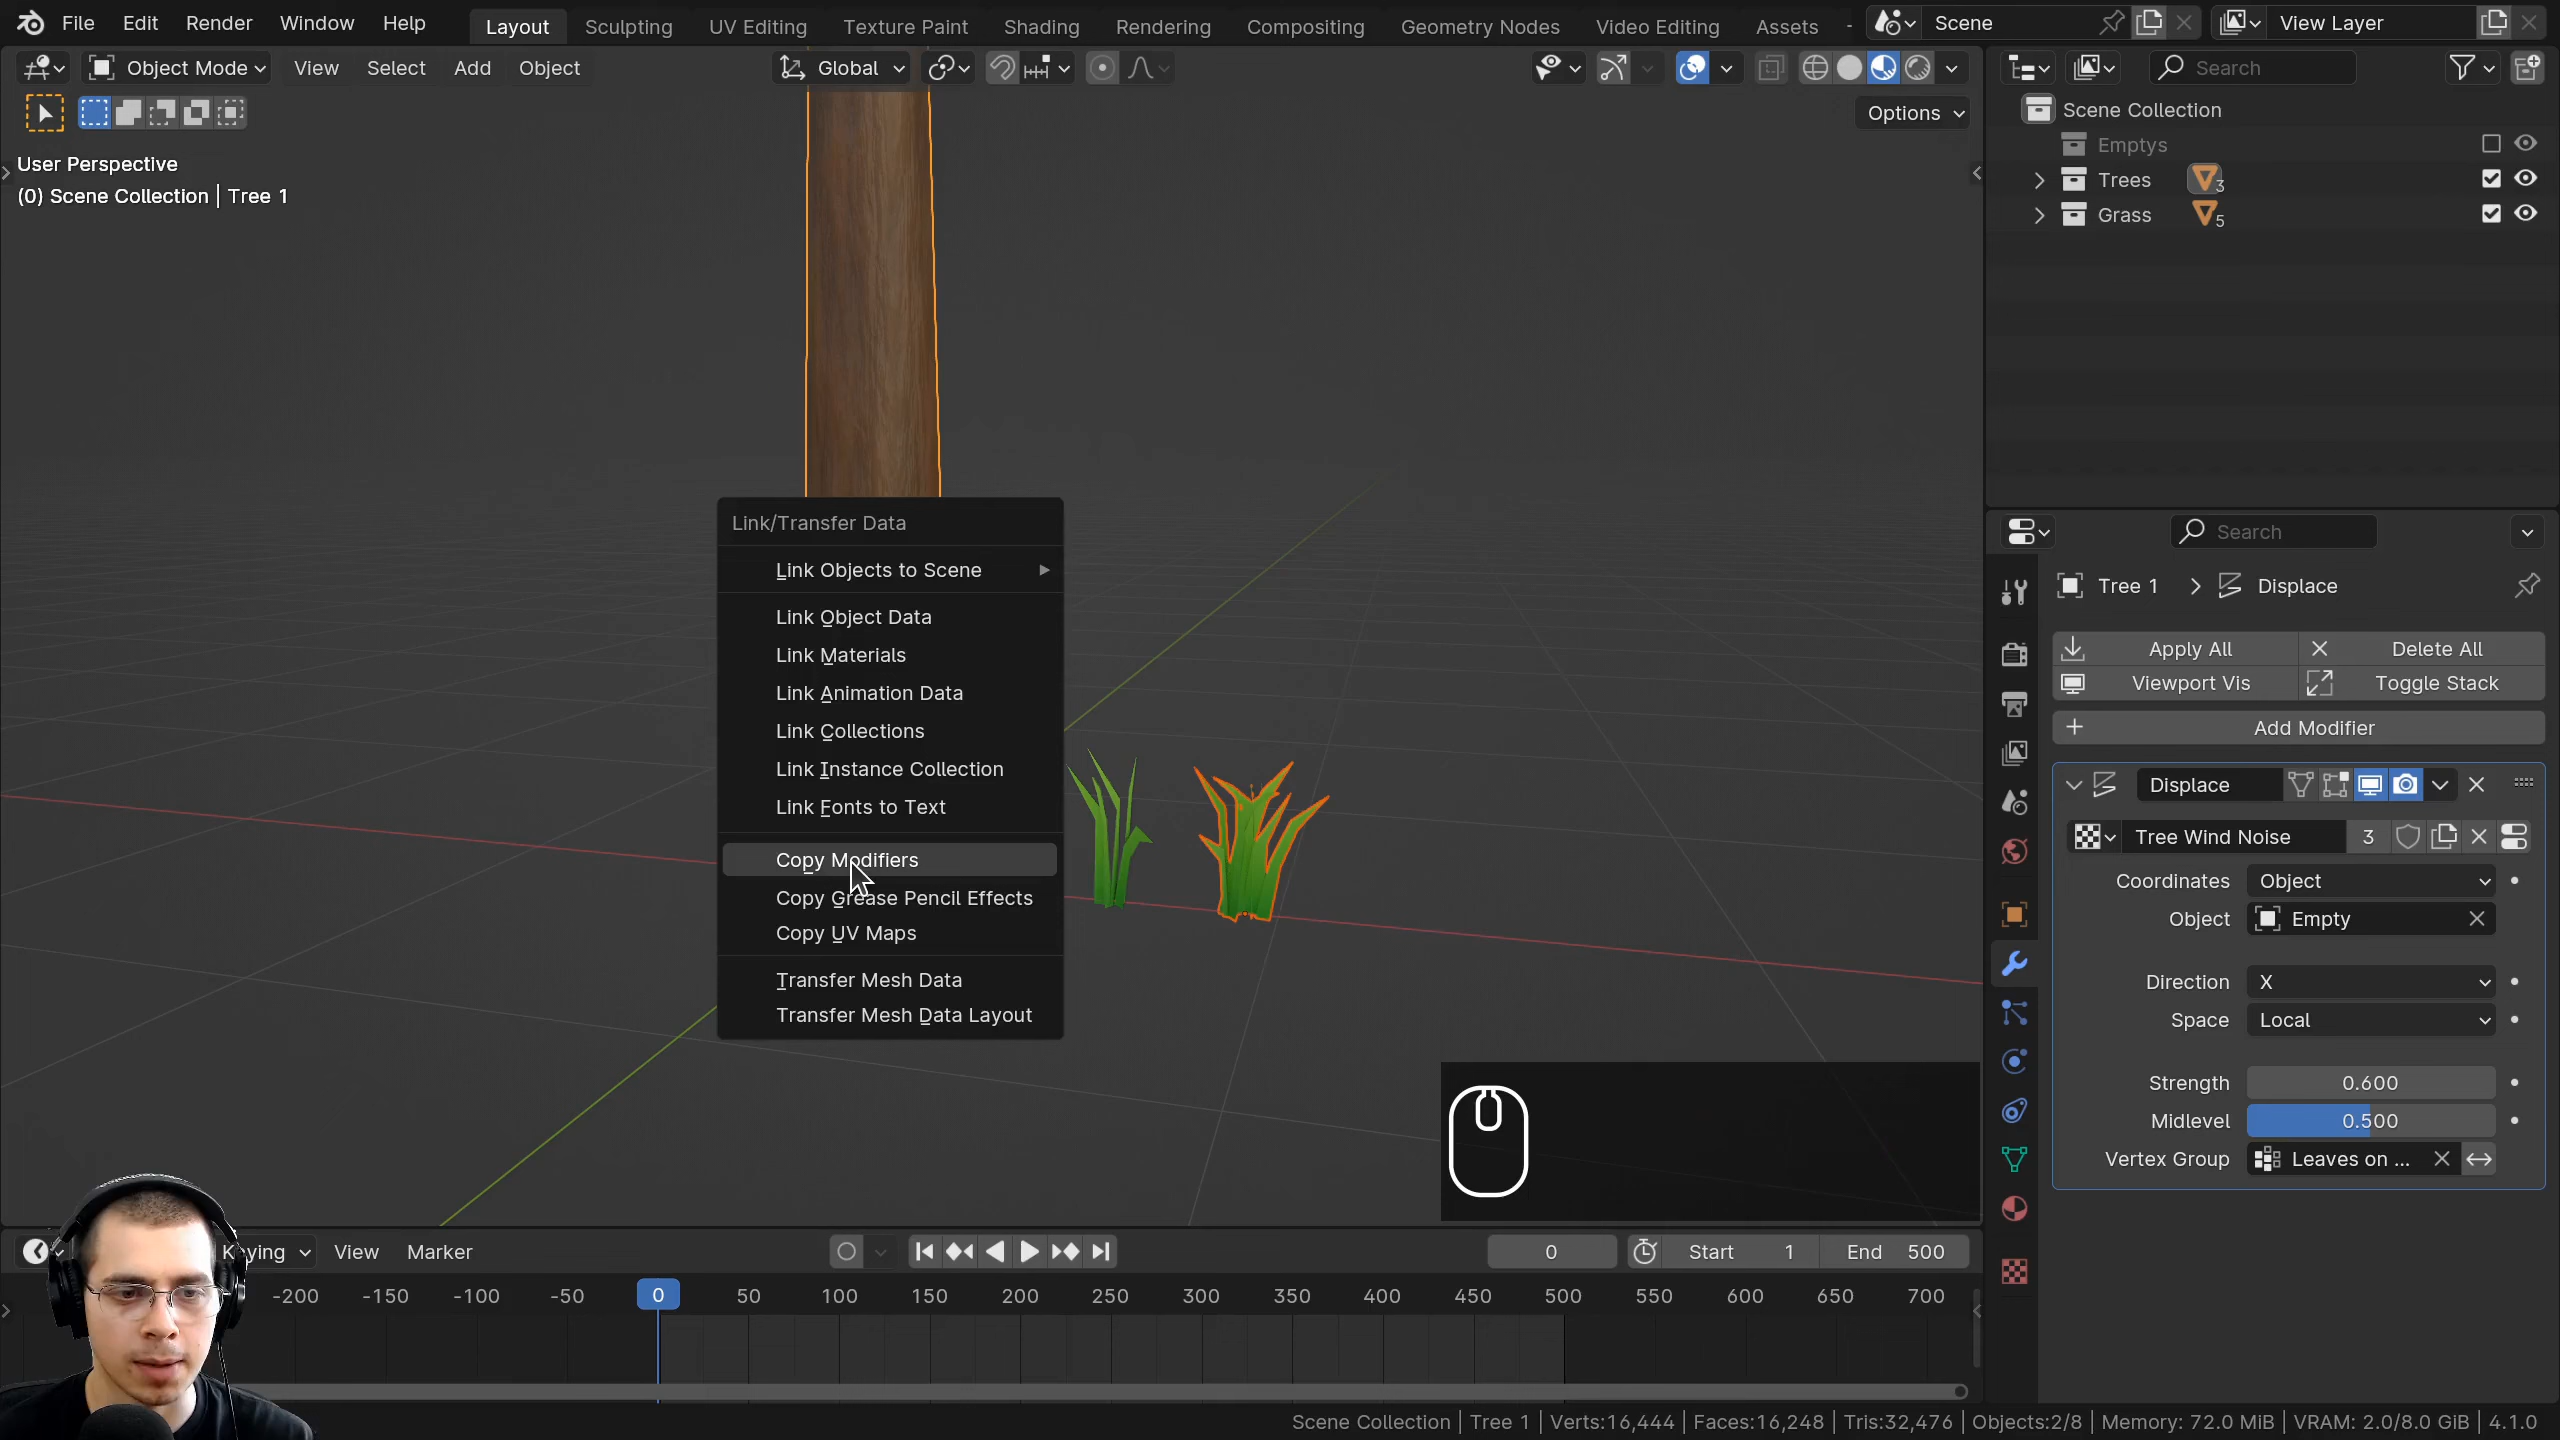 File Edit Render Window Help Layout Sculpting UV Editing Texture Paint Shading Rendering Compositing Geometry Nodes Video Editing Assets Scene View Layer
Object Mode View Select Add Object Global Search
Options
User Perspective
(0) Scene Collection | Tree 1
Scene Collection
Emptys
Trees 3
Grass 5
Link/Transfer Data
Link Objects to Scene
Link Object Data
Link Materials
Link Animation Data
Link Collections
Link Instance Collection
Link Fonts to Text
Copy Modifiers
Copy Grease Pencil Effects
Copy UV Maps
Transfer Mesh Data
Transfer Mesh Data Layout
Search
Tree 1 > Displace
Apply All Delete All
Viewport Vis Toggle Stack
Add Modifier
Displace
Tree Wind Noise 3
Coordinates Object
Object Empty
Direction X
Space Local
Strength 0.600
Midlevel 0.500
Vertex Group Leaves on ...
View Marker 0 Start 1 End 500
-200 -150 -100 -50 0 50 100 150 200 250 300 350 400 450 500 550 600 650 700
Scene Collection | Tree 1 | Verts:16,444 | Faces:16,248 | Tris:32,476 | Objects:2/8 | Memory: 72.0 MiB | VRAM: 2.0/8.0 GiB | 4.1.0